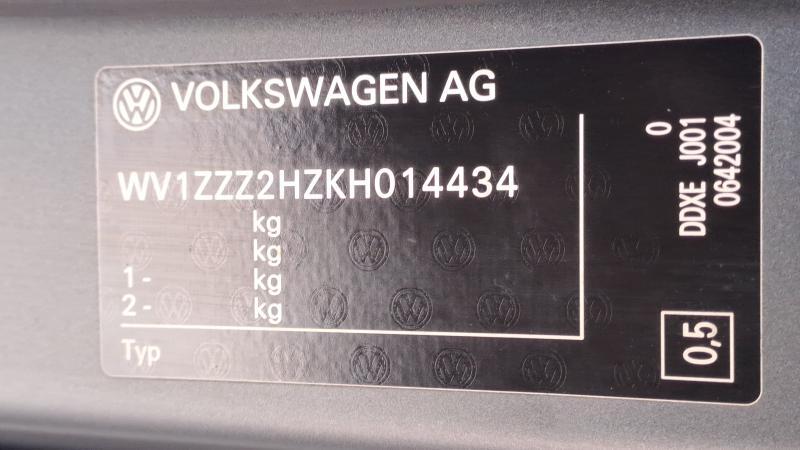 VOLKSWAGEN AG
WV1ZZZ2HZKH014434
kg
kg
1- kg
2- kg
Typ
0
DDXE J001
0642004
0,5